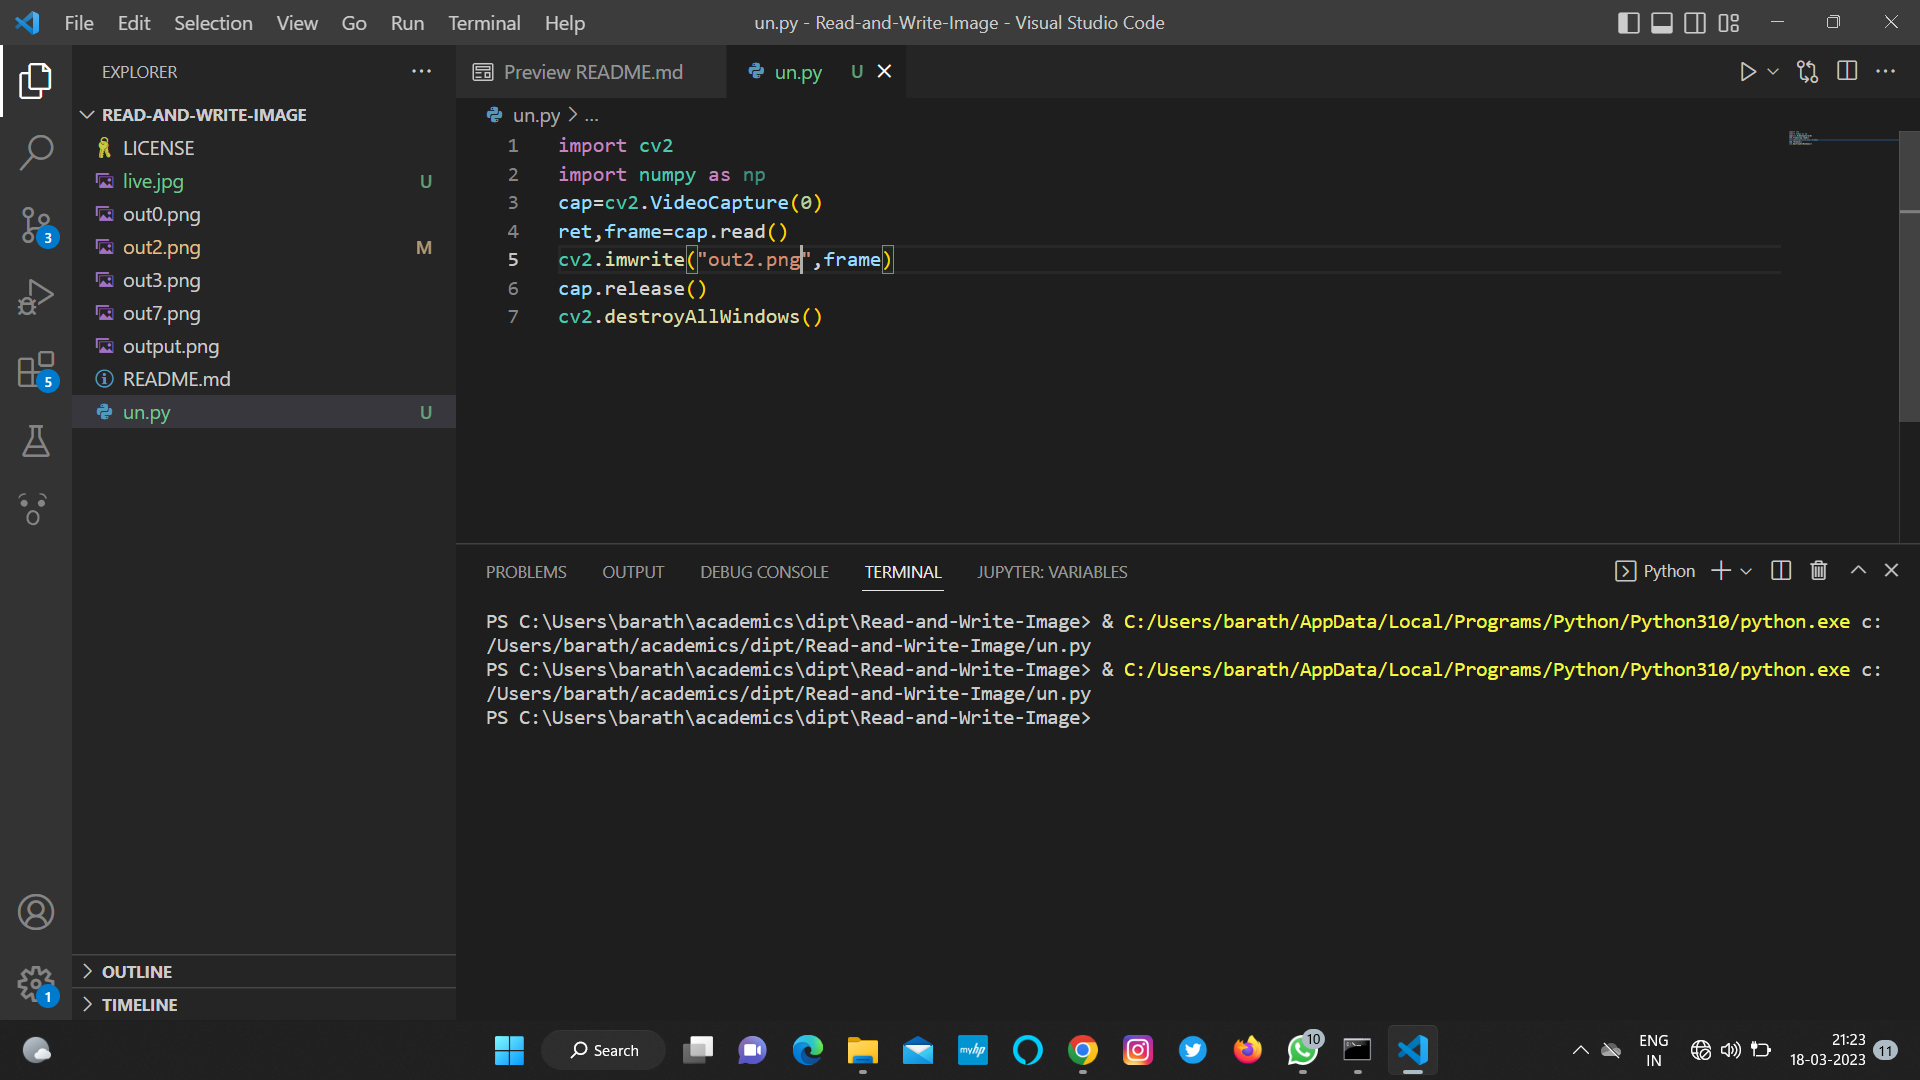 File Edit Selection View Go Run Terminal Help
un.py - Read-and-Write-Image - Visual Studio Code
EXPLORER
READ-AND-WRITE-IMAGE
LICENSE
live.jpg U
out0.png
out2.png M
out3.png
out7.png
output.png
README.md
un.py U
OUTLINE
TIMELINE
3
5
1
Preview README.md
un.py U
un.py > ...
1 import cv2
2 import numpy as np
3 cap=cv2.VideoCapture(0)
4 ret,frame=cap.read()
5 cv2.imwrite("out2.png",frame)
6 cap.release()
7 cv2.destroyAllWindows()
PROBLEMS OUTPUT DEBUG CONSOLE TERMINAL JUPYTER: VARIABLES
Python
PS C:\Users\barath\academics\dipt\Read-and-Write-Image> & C:/Users/barath/AppData/Local/Programs/Python/Python310/python.exe c:
/Users/barath/academics/dipt/Read-and-Write-Image/un.py
PS C:\Users\barath\academics\dipt\Read-and-Write-Image> & C:/Users/barath/AppData/Local/Programs/Python/Python310/python.exe c:
/Users/barath/academics/dipt/Read-and-Write-Image/un.py
PS C:\Users\barath\academics\dipt\Read-and-Write-Image>
Search
myhp
10
ENG
IN
21:23
18-03-2023
11